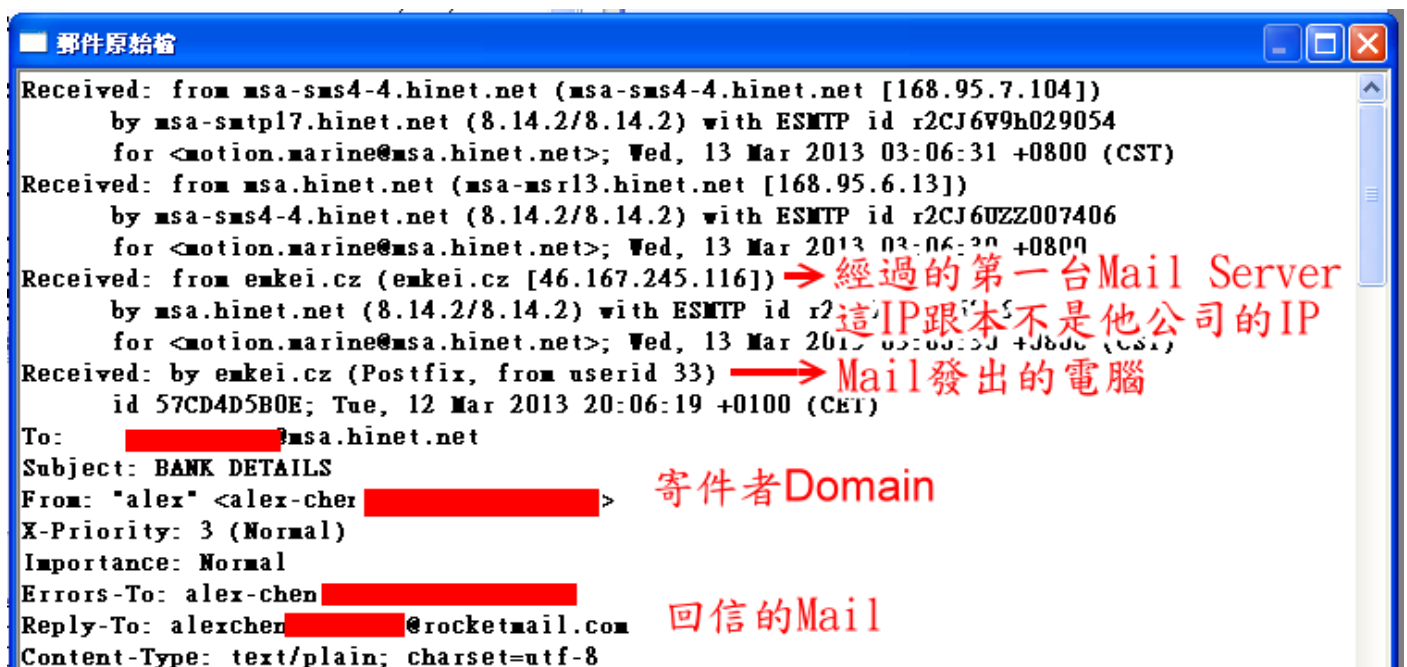 郵件原始檔
Received: from msa-sms4-4.hinet.net (msa-sms4-4.hinet.net [168.95.7.104])
by msa-smtp17.hinet.net (8.14.2/8.14.2) with ESMTP id r2CJ6V9h029054
for <motion.marine@msa.hinet.net>; Wed, 13 Mar 2013 03:06:31 +0800 (CST)
Received: from msa.hinet.net (msa-msr13.hinet.net [168.95.6.13])
by msa-sms4-4.hinet.net (8.14.2/8.14.2) with ESMTP id r2CJ6UZZ007406
for <motion.marine@msa.hinet.net>; Wed, 13 Mar 2013 03:06:30 +0800
Received: from emkei.cz (emkei.cz [46.167.245.116]) 經過的第一台Mail Server
by msa.hinet.net (8.14.2/8.14.2) with ESMTP id 這IP跟本不是他公司的IP
for <motion.marine@msa.hinet.net>; Wed, 13 Mar 2013 +0800 (CST)
Received: by emkei.cz (Postfix, from userid 33) Mail發出的電腦
id 57CD4D5B0E; Tue, 12 Mar 2013 20:06:19 +0100 (CET)
To: @msa.hinet.net
Subject: BANK DETAILS
From: "alex" <alex-cher > 寄件者Domain
X-Priority: 3 (Normal)
Importance: Normal
Errors-To: alex-chen
Reply-To: alexchen @rocketmail.com 回信的Mail
Content-Type: text/plain; charset=utf-8